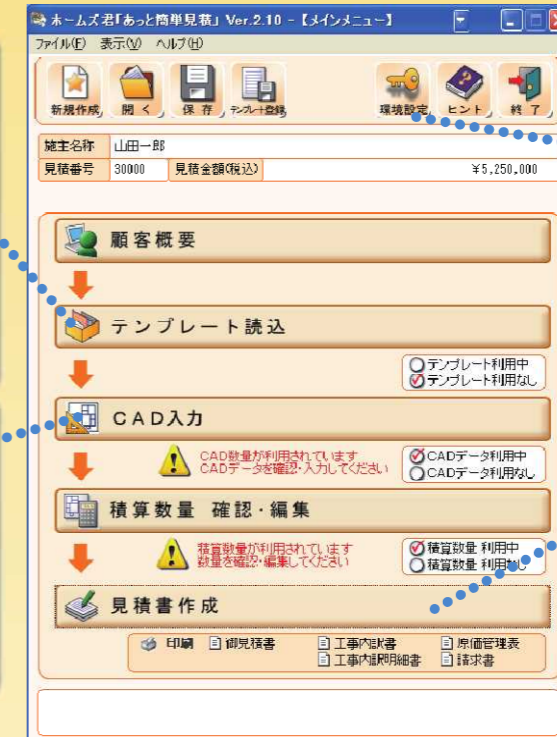 ホームズ君「あっと簡単見積」Ver.2.10 -【メインメニュー】
ファイル(F) 表示(V) ヘルプ(H)
新規作成 開く 保存 テンプレート登録 環境設定 ヒント 終了
施主名称 山田一郎
見積番号 30000 見積金額(税込) ¥5,250,000
顧客概要
テンプレート読込
テンプレート利用中
テンプレート利用なし
CAD入力
CAD数量が利用されています
CADデータを確認・入力してください
CADデータ利用中
CADデータ利用なし
積算数量 確認・編集
積算数量が利用されています
数量を確認・編集してください
積算数量 利用中
積算数量 利用なし
見積書作成
印刷 御見積書 工事内訳書 原価管理表
工事内訳明細書 請求書